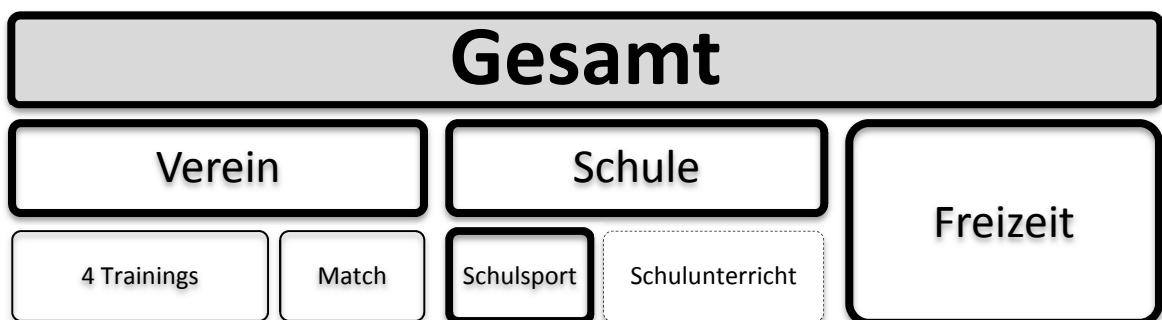 Gesamt
Verein
Schule
Freizeit
4 Trainings
Match
Schulsport
Schulunterricht